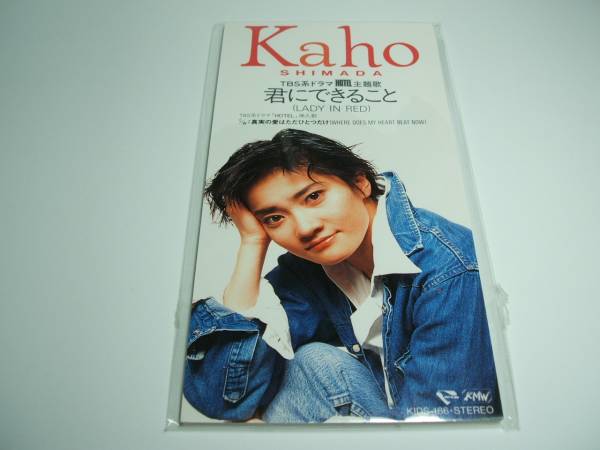 Kaho
SHIMADA
TBS系ドラマ HOTEL 主題歌
君にできること
(LADY IN RED)
TBS系ドラマ「HOTEL」挿入歌
C/W:真実の愛はただひとつだけ(WHERE DOES MY HEART BEAT NOW)
KMW
KIDS-166・STEREO